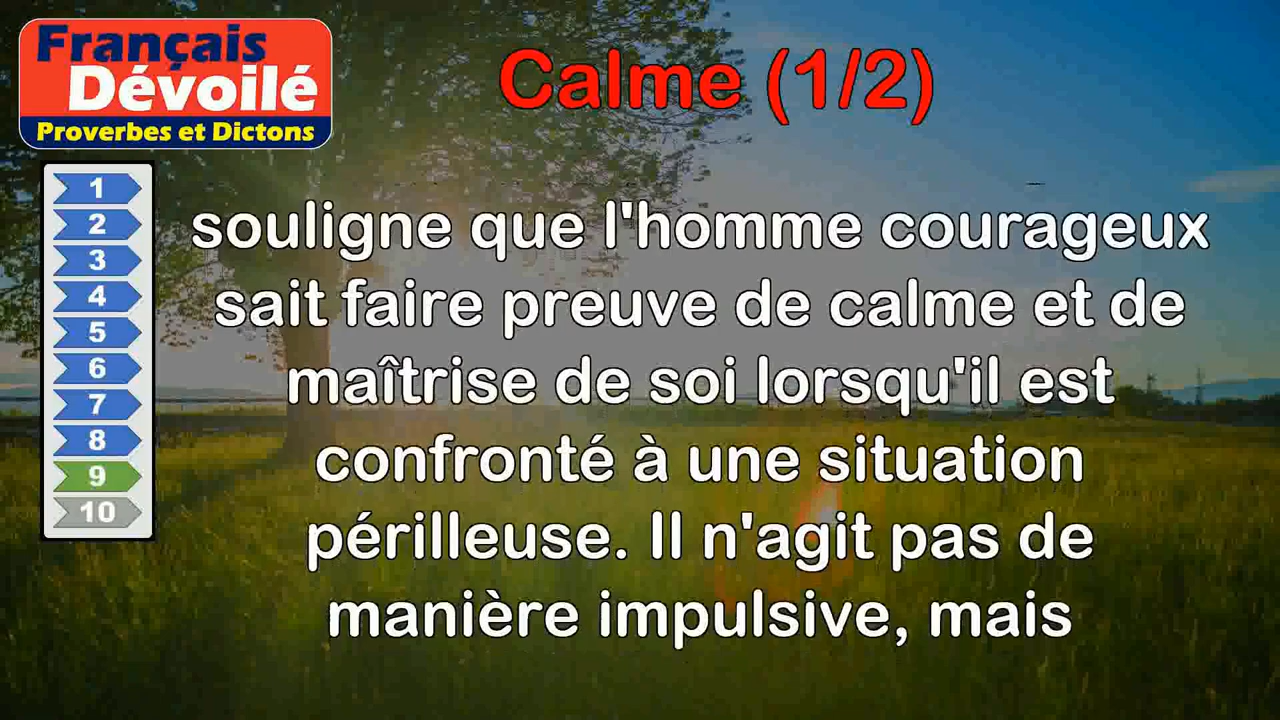 Français
Dévoilé
Proverbes et Dictons
Calme (1/2)
1
2
3
4
5
6
7
8
9
10
souligne que l'homme courageux
sait faire preuve de calme et de
maîtrise de soi lorsqu'il est
confronté à une situation
périlleuse. Il n'agit pas de
manière impulsive, mais